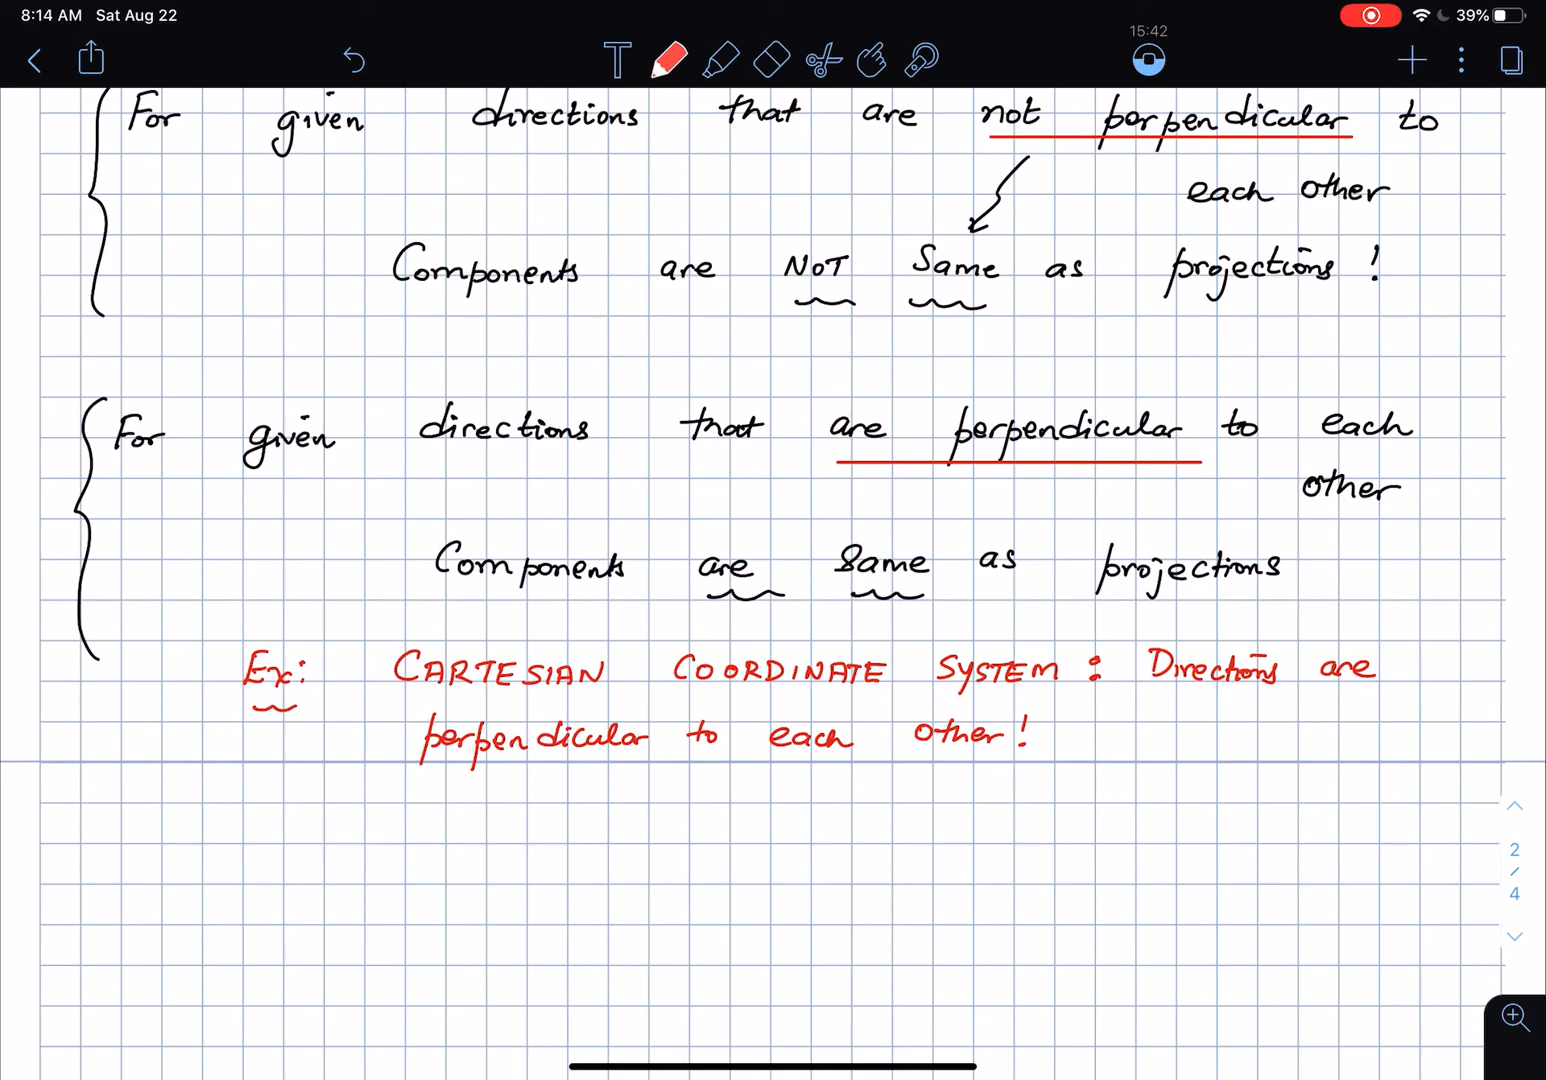 8:14 AM Sat Aug 22
39%
15:42
For given directions that are not perpendicular to
each other
Components are NOT Same as projections !
For given directions that are perpendicular to each
other
Components are same as projections
Ex: CARTESIAN COORDINATE SYSTEM : Directions are
perpendicular to each other!
2
/
4